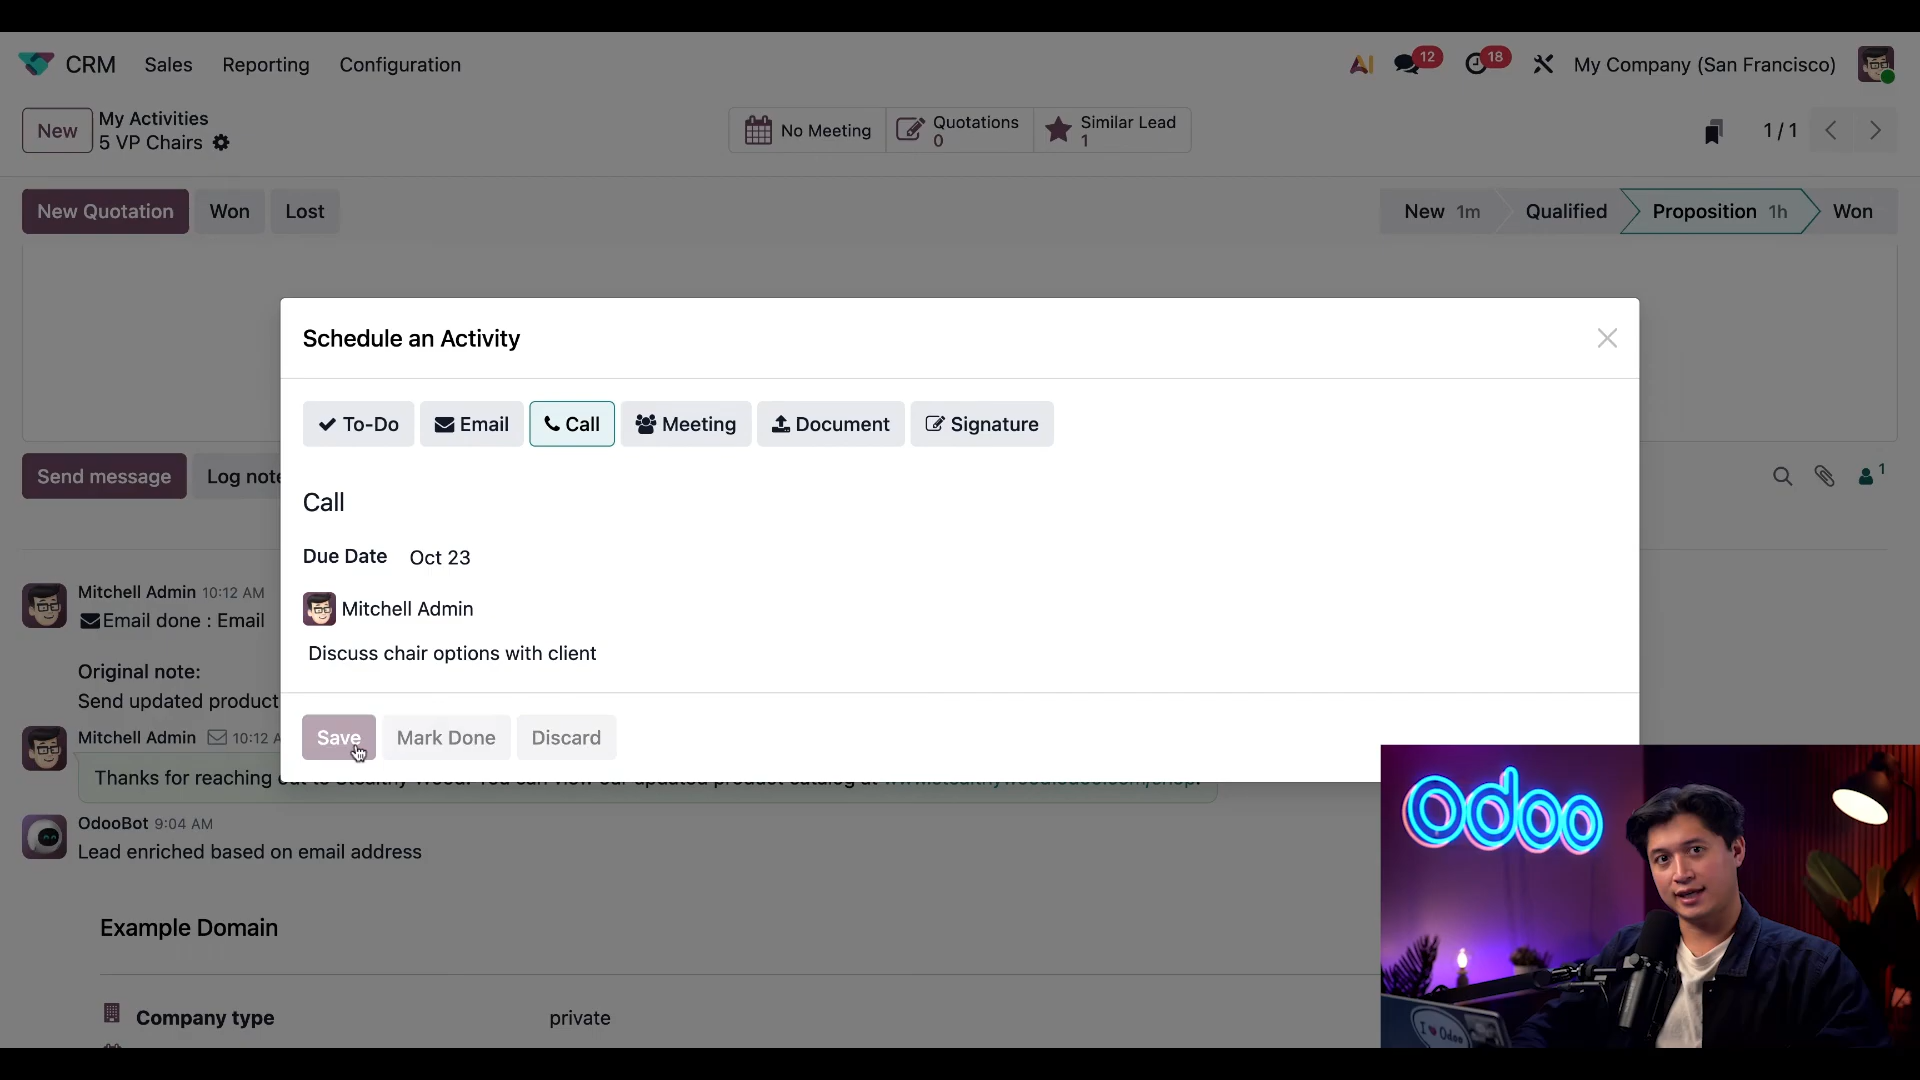 CRM Sales Reporting Configuration
AI 12 18 My Company (San Francisco)
New My Activities
5 VP Chairs
No Meeting
Quotations
0
Similar Lead
1
1 / 1
New Quotation Won Lost
New 1m Qualified Proposition 1h Won
Schedule an Activity
To-Do Email Call Meeting Document Signature
Send message Log note
1
Call
Due Date Oct 23
Mitchell Admin
Discuss chair options with client
Save Mark Done Discard
Mitchell Admin 10:12 AM
Email done : Email
Original note:
Send updated product
Mitchell Admin 10:12 A
Thanks for reaching
OdooBot 9:04 AM
Lead enriched based on email address
Example Domain
Company type private
odoo
I Odoo